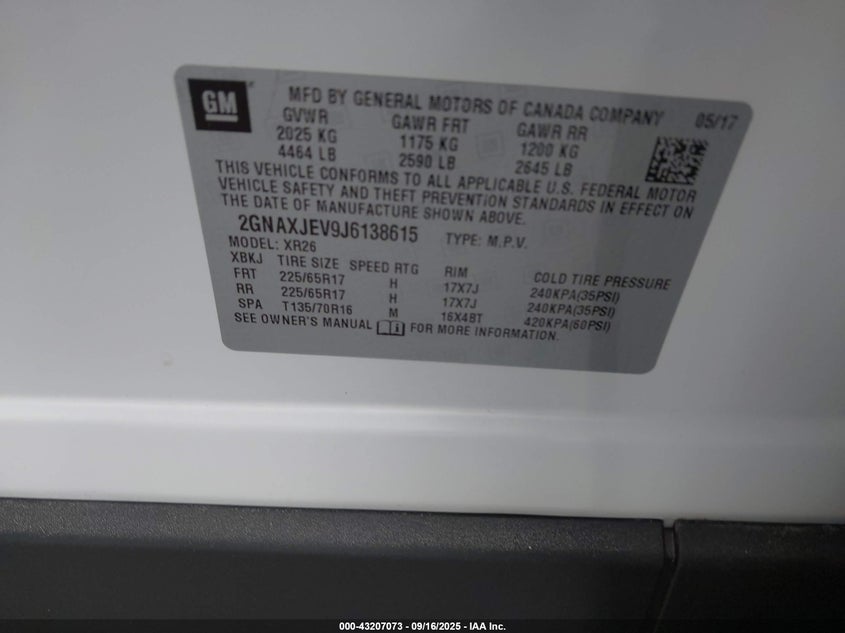 GM
MFD BY GENERAL MOTORS OF CANADA COMPANY 05/17
GVWR GAWR FRT GAWR RR
2025 KG 1175 KG 1200 KG
4464 LB 2590 LB 2645 LB
THIS VEHICLE CONFORMS TO ALL APPLICABLE U.S. FEDERAL MOTOR
VEHICLE SAFETY AND THEFT PREVENTION STANDARDS IN EFFECT ON
THE DATE OF MANUFACTURE SHOWN ABOVE.
2GNAXJEV9J6138615 TYPE: M.P.V.
MODEL: XR26
XBKJ TIRE SIZE SPEED RTG RIM COLD TIRE PRESSURE
FRT 225/65R17 H 17X7J 240KPA(35PSI)
RR 225/65R17 H 17X7J 240KPA(35PSI)
SPA T135/70R16 M 16X4BT 420KPA(60PSI)
SEE OWNER'S MANUAL FOR MORE INFORMATION.
000-43207073 - 09/16/2025 - IAA Inc.